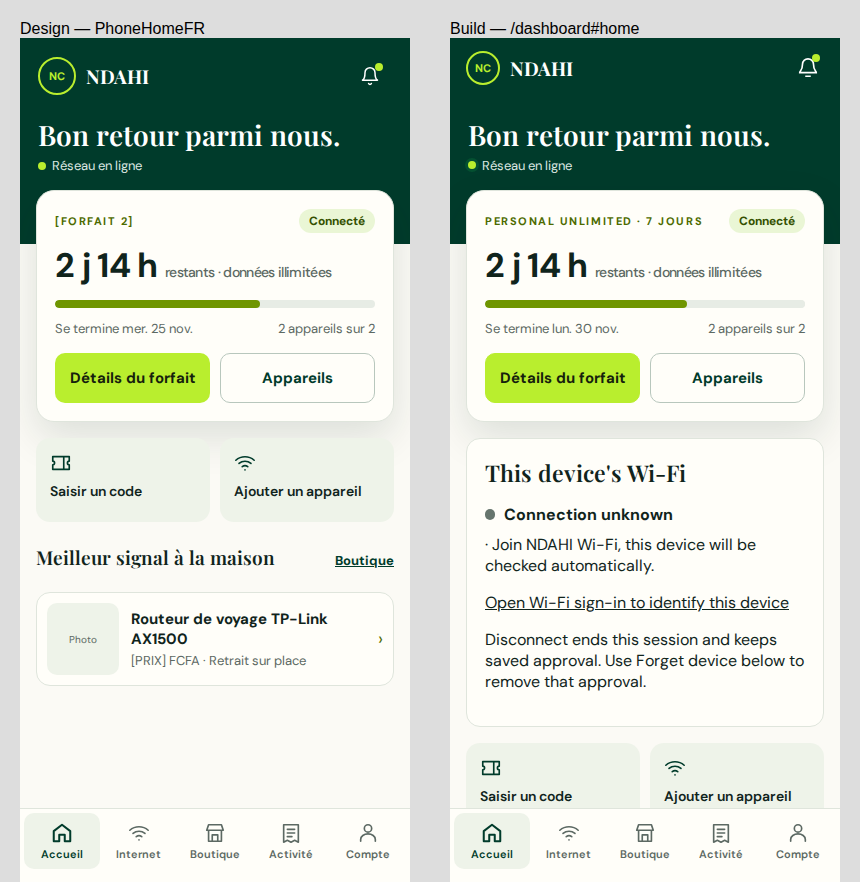 Design — PhoneHomeFR
NC
NDAHI
Bon retour parmi nous.
Réseau en ligne
[FORFAIT 2]
Connecté
2 j 14 h restants · données illimitées
Se termine mer. 25 nov.
2 appareils sur 2
Détails du forfait
Appareils
Saisir un code
Ajouter un appareil
Meilleur signal à la maison
Boutique
Photo
Routeur de voyage TP-Link
AX1500
[PRIX] FCFA · Retrait sur place
›
Accueil
Internet
Boutique
Activité
Compte
Build — /dashboard#home
NC
NDAHI
Bon retour parmi nous.
Réseau en ligne
PERSONAL UNLIMITED · 7 JOURS
Connecté
2 j 14 h restants · données illimitées
Se termine lun. 30 nov.
2 appareils sur 2
Détails du forfait
Appareils
This device's Wi-Fi
Connection unknown
· Join NDAHI Wi-Fi, this device will be
checked automatically.
Open Wi-Fi sign-in to identify this device
Disconnect ends this session and keeps
saved approval. Use Forget device below to
remove that approval.
Saisir un code
Ajouter un appareil
Accueil
Internet
Boutique
Activité
Compte